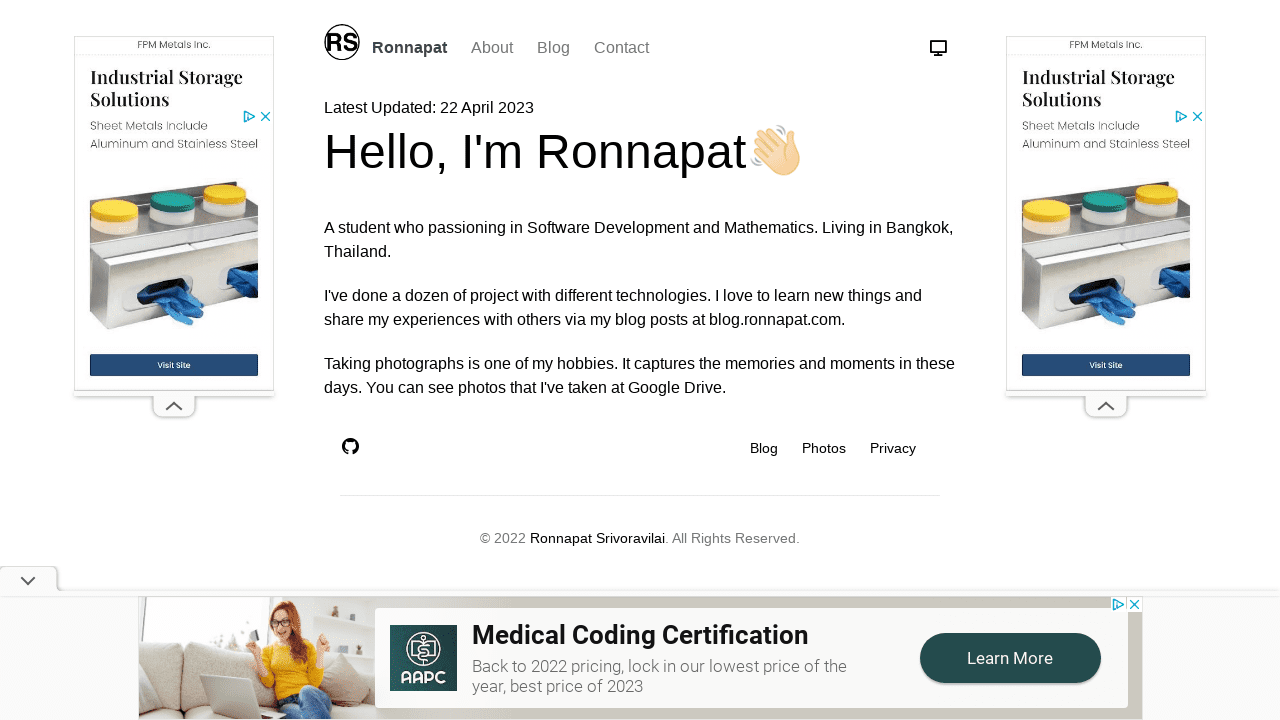 RS
Ronnapat About Blog Contact
Latest Updated: 22 April 2023
Hello, I'm Ronnapat👋🏼
A student who passioning in Software Development and Mathematics. Living in Bangkok,
Thailand.
I've done a dozen of project with different technologies. I love to learn new things and
share my experiences with others via my blog posts at blog.ronnapat.com.
Taking photographs is one of my hobbies. It captures the memories and moments in these
days. You can see photos that I've taken at Google Drive.
Blog Photos Privacy
© 2022 Ronnapat Srivoravilai. All Rights Reserved.
FPM Metals Inc.
Industrial Storage
Solutions
Sheet Metals Include
Aluminum and Stainless Steel
Visit Site
FPM Metals Inc.
Industrial Storage
Solutions
Sheet Metals Include
Aluminum and Stainless Steel
Visit Site
AAPC
Medical Coding Certification
Back to 2022 pricing, lock in our lowest price of the
year, best price of 2023
Learn More